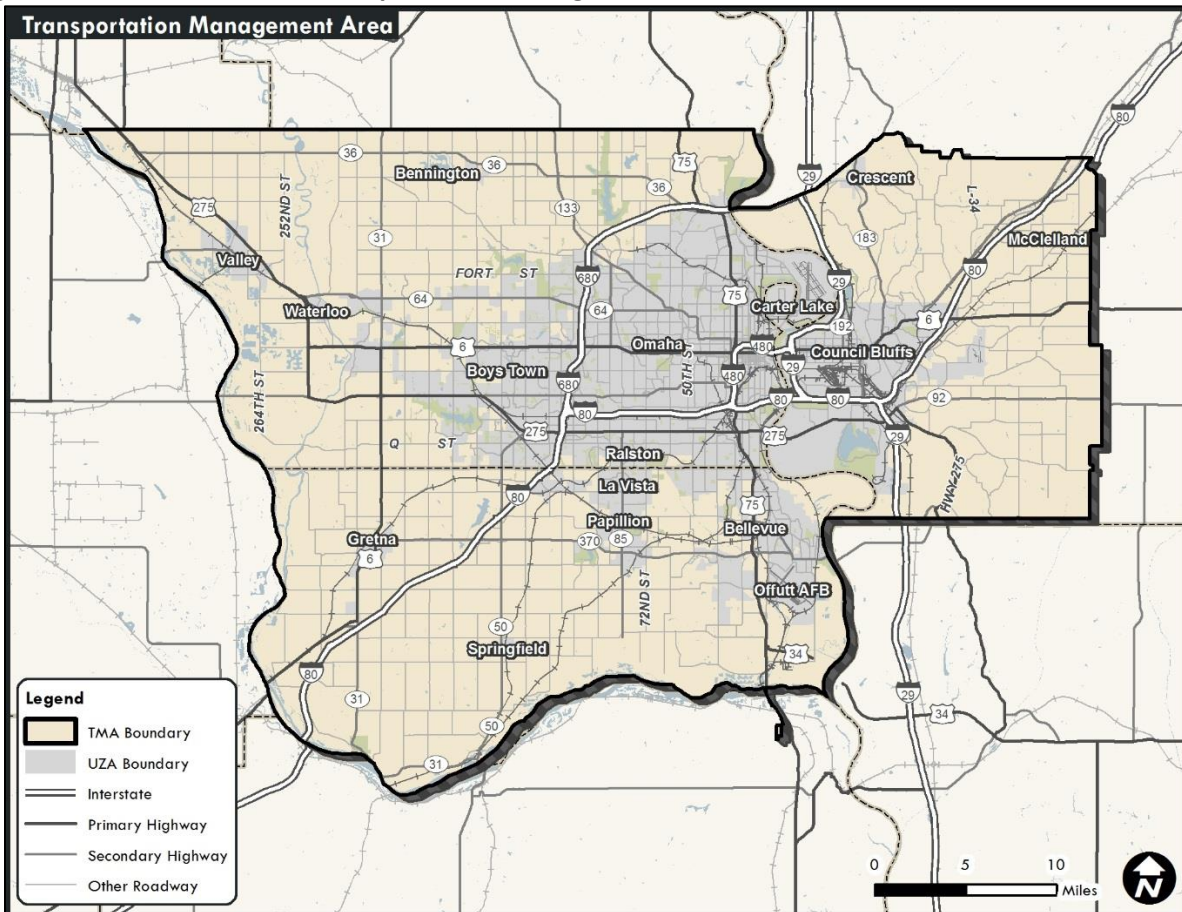 Transportation Management Area
80
75
29
36
36
36
Bennington
Crescent
L-34
275
252ND ST
31
133
183
McClelland
Valley
FORT ST
680
29
80
75
Carter Lake
Waterloo
64
64
192
6
6
Omaha
480
Council Bluffs
Boys Town
50TH ST
29
680
480
80
80
92
264TH ST
80
Q ST
275
275
29
Ralston
80
La Vista
75
HWY 275
Papillion
Bellevue
Gretna
370
85
6
Offutt AFB
72ND ST
50
Springfield
34
80
29
31
50
34
31
Legend
TMA Boundary
UZA Boundary
Interstate
Primary Highway
Secondary Highway
Other Roadway
0 5 10
Miles
N